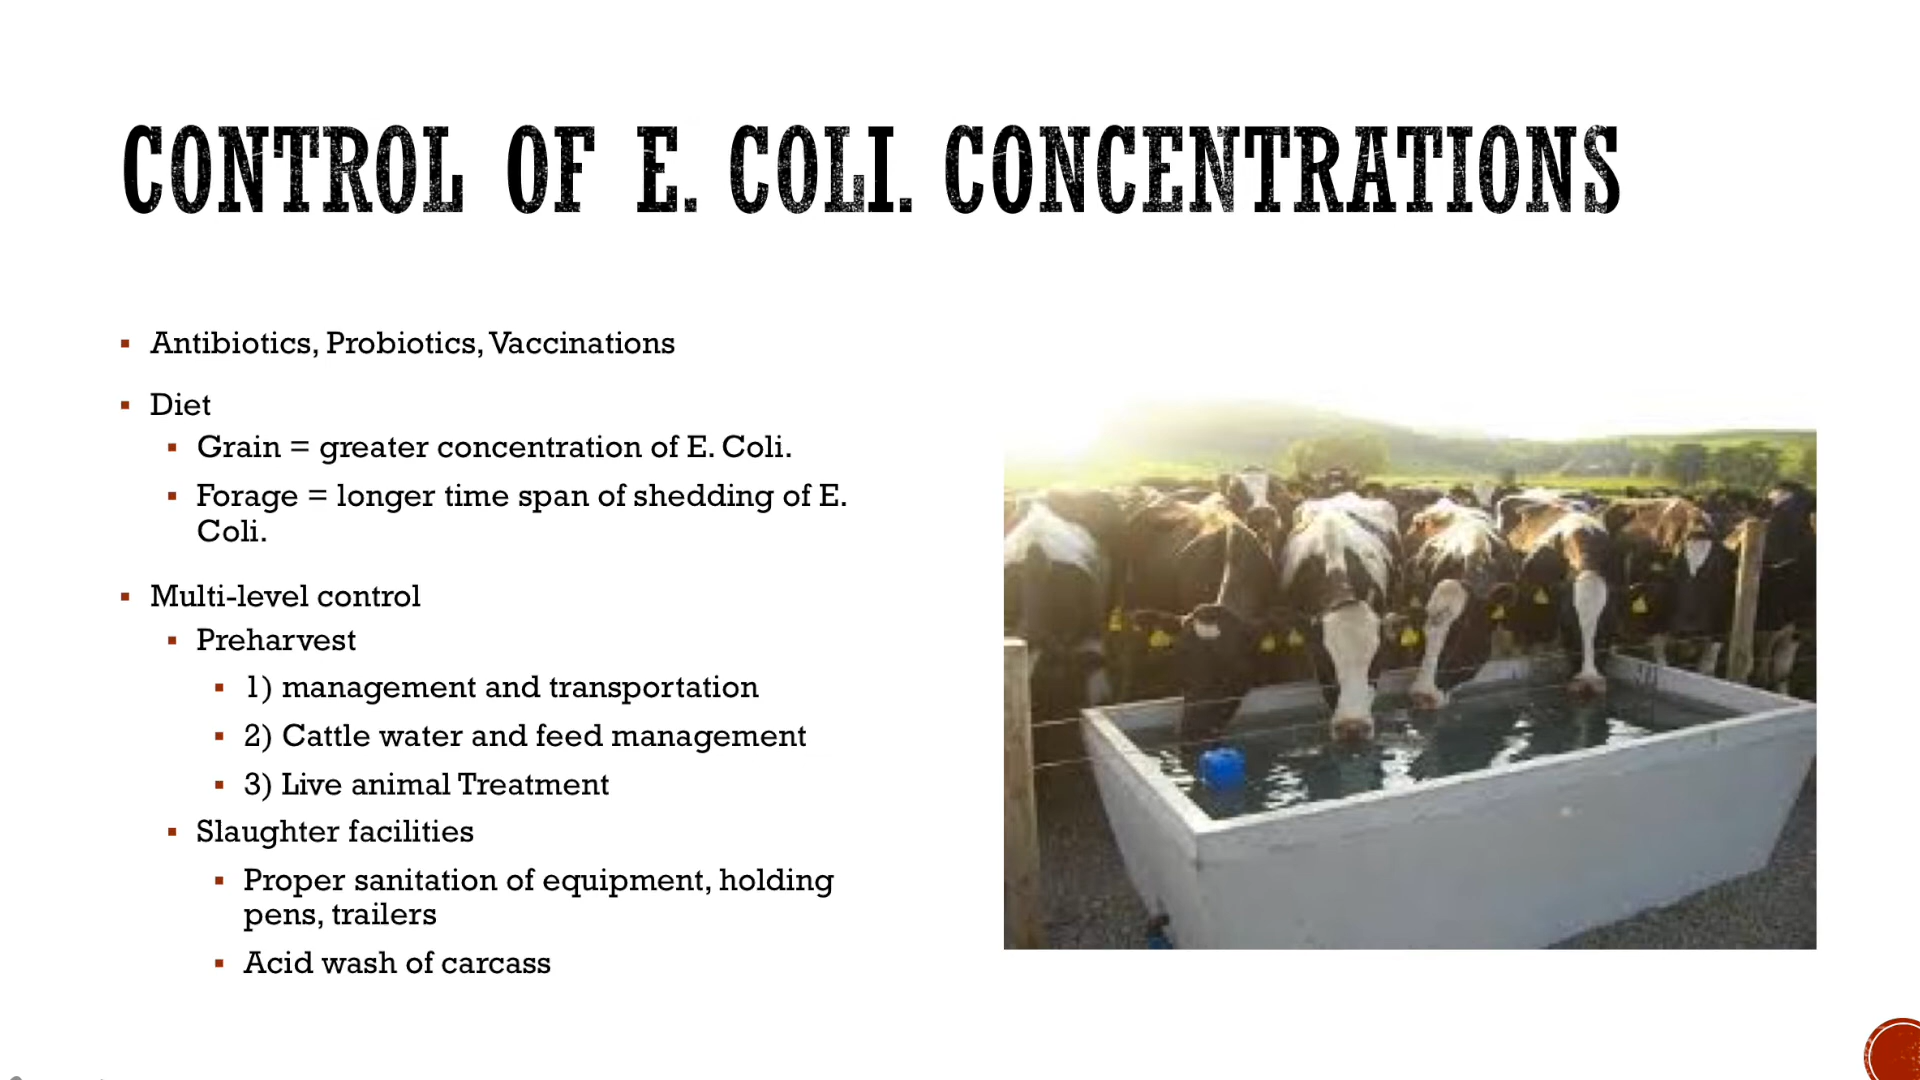 CONTROL OF E. COLI. CONCENTRATIONS
Antibiotics, Probiotics, Vaccinations
Diet
Grain = greater concentration of E. Coli.
Forage = longer time span of shedding of E.
Coli.
Multi-level control
Preharvest
1) management and transportation
2) Cattle water and feed management
3) Live animal Treatment
Slaughter facilities
Proper sanitation of equipment, holding
pens, trailers
Acid wash of carcass